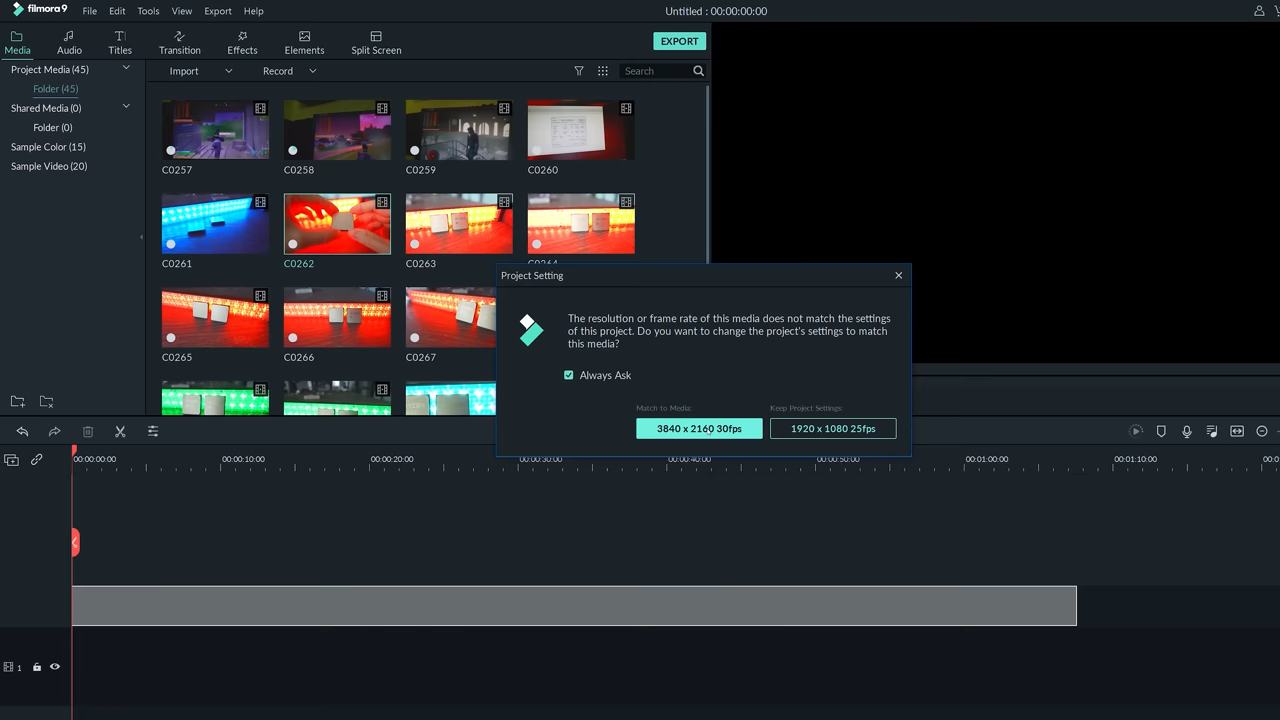 filmora 9
File Edit Tools View Export Help
Untitled : 00:00:00:00
Media Audio Titles Transition Effects Elements Split Screen
EXPORT
Project Media (45)
Folder (45)
Shared Media (0)
Folder (0)
Sample Color (15)
Sample Video (20)
Import Record Search
C0257 C0258 C0259 C0260
C0261 C0262 C0263 C0264
C0265 C0266 C0267
Project Setting
The resolution or frame rate of this media does not match the settings
of this project. Do you want to change the project's settings to match
this media?
Always Ask
Match to Media: Keep Project Settings:
3840 x 2160 30fps 1920 x 1080 25fps
00:00:00:00 00:00:10:00 00:00:20:00 00:00:30:00 00:00:40:00 00:00:50:00 00:01:00:00 00:01:10:00
1